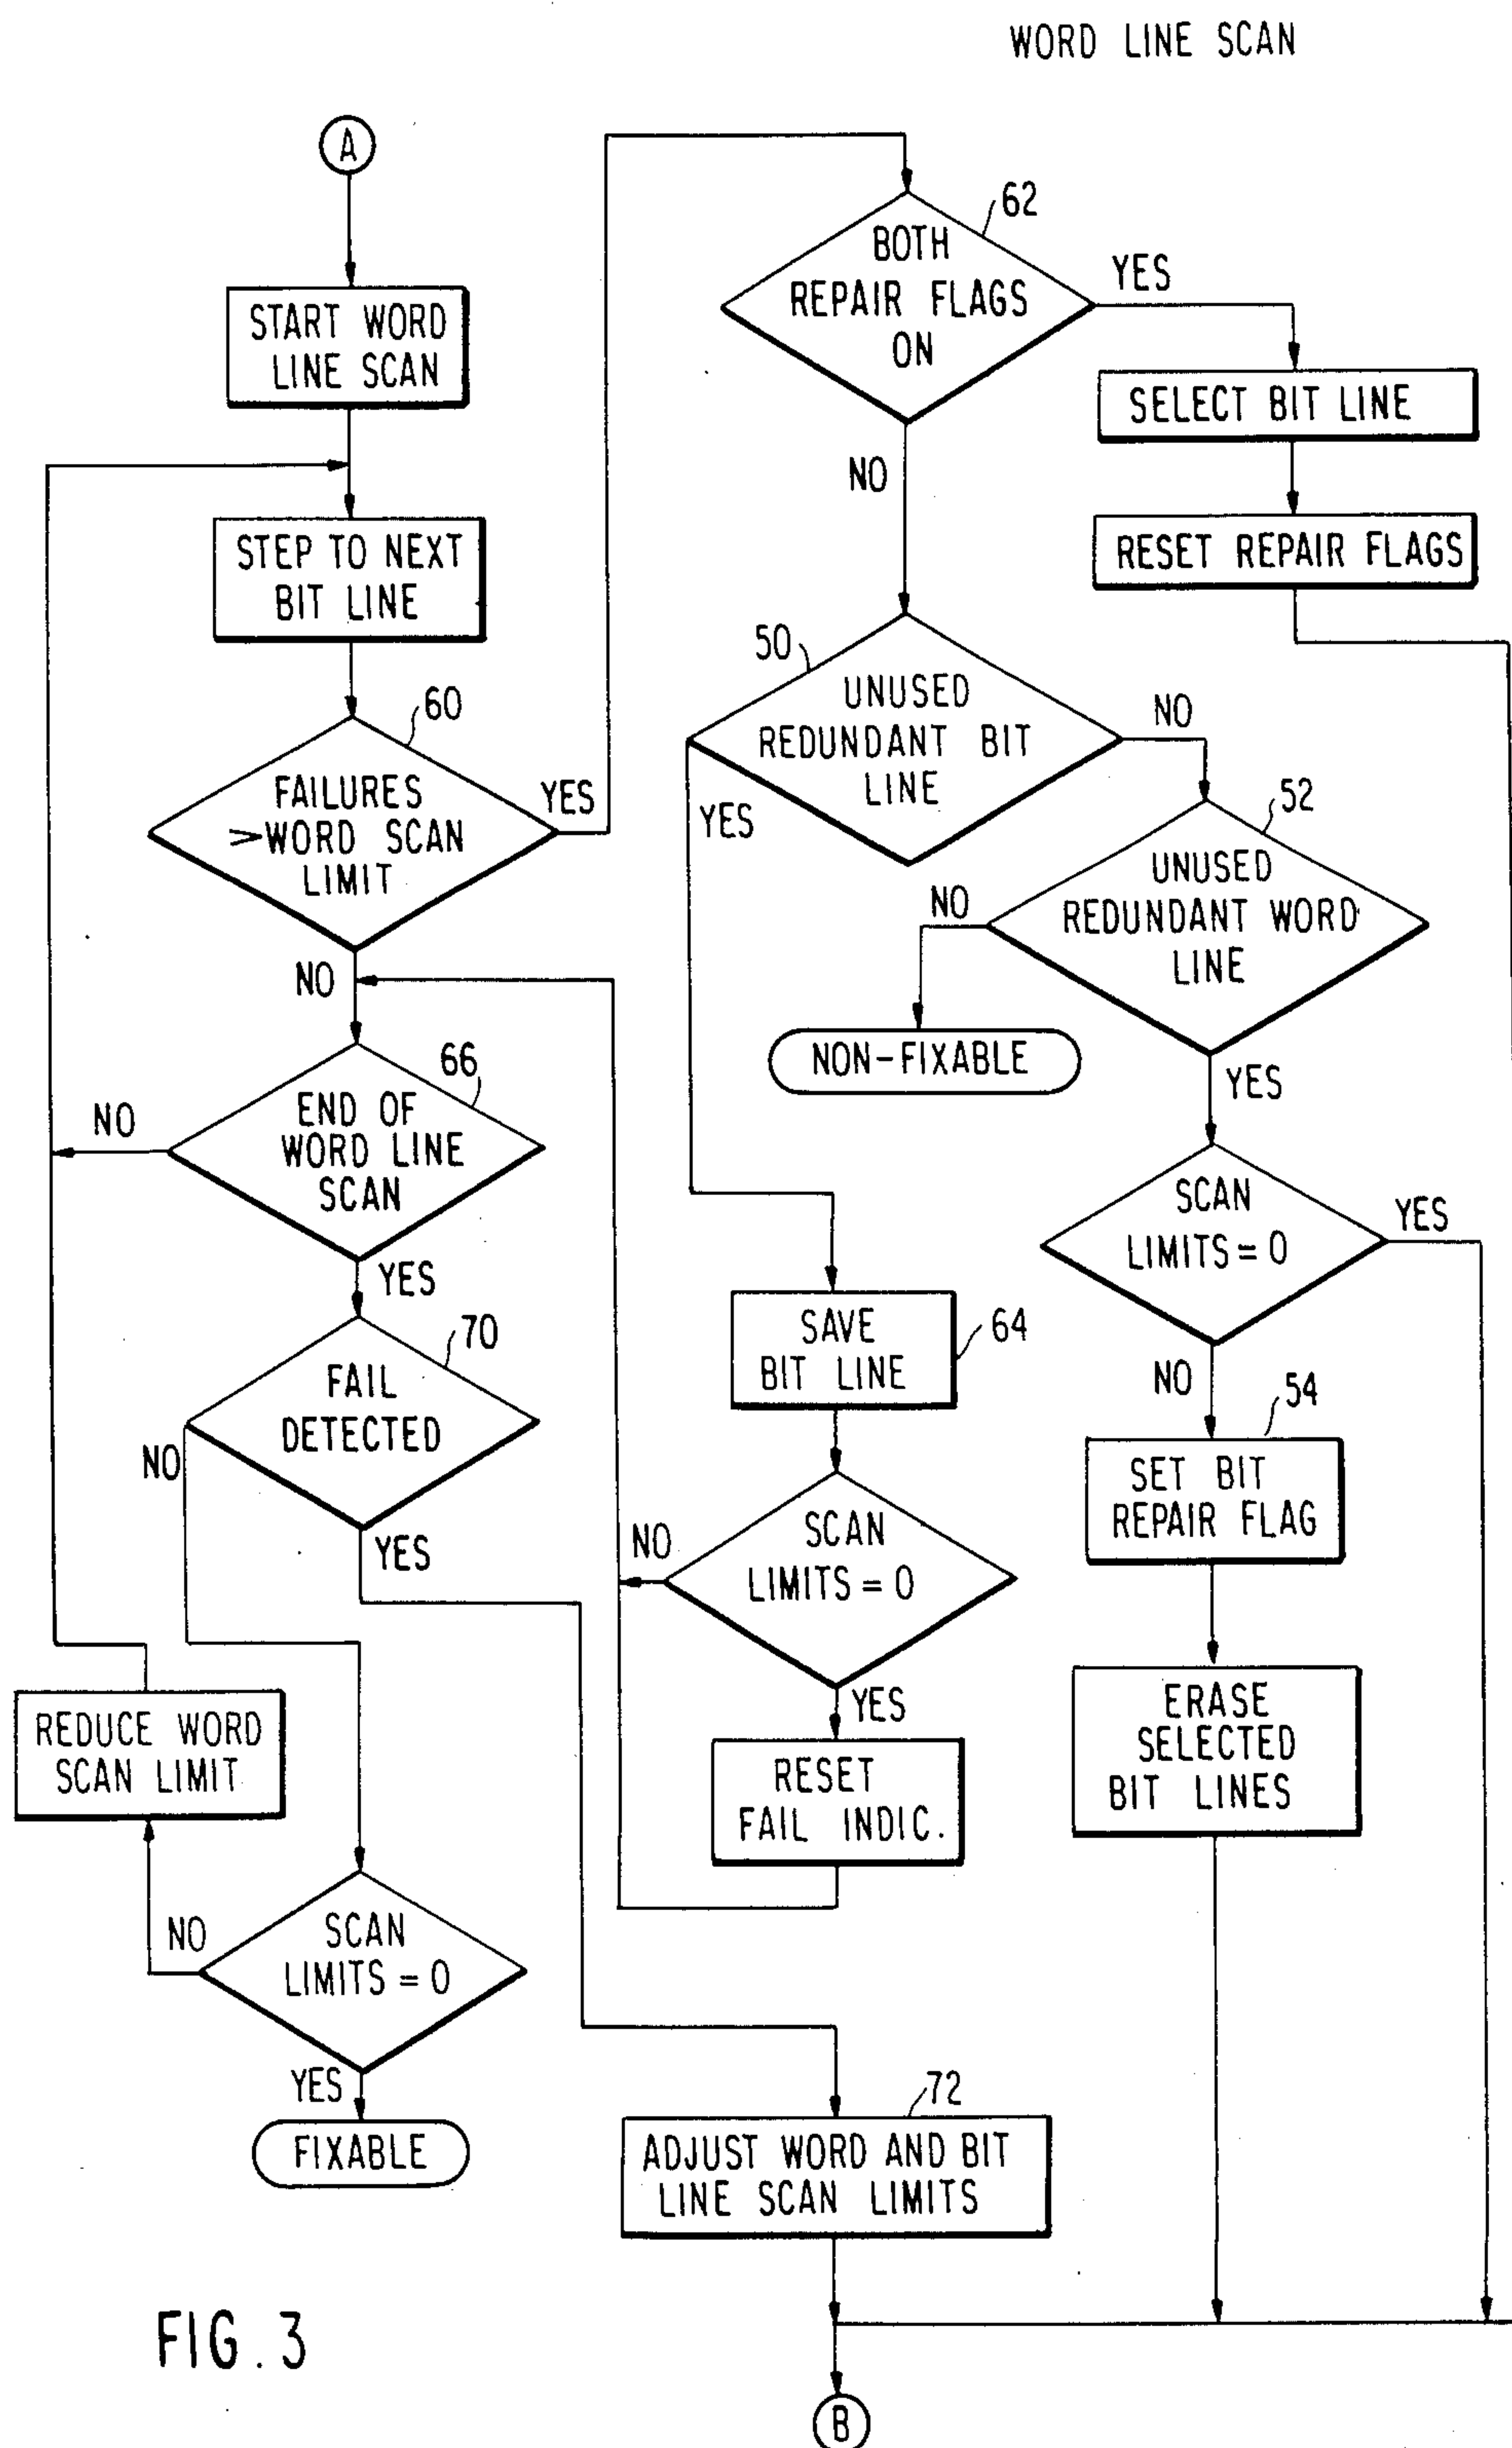 WORD LINE SCAN
A
START WORD
LINE SCAN
STEP TO NEXT
BIT LINE
60
FAILURES
>WORD SCAN
LIMIT
YES
NO
66
END OF
WORD LINE
SCAN
NO
YES
70
FAIL
DETECTED
NO
YES
REDUCE WORD
SCAN LIMIT
NO
SCAN
LIMITS = 0
YES
FIXABLE
62
BOTH
REPAIR FLAGS
ON
YES
NO
SELECT BIT LINE
RESET REPAIR FLAGS
50
UNUSED
REDUNDANT BIT
LINE
YES
NO
52
UNUSED
REDUNDANT WORD
LINE
NO
NON-FIXABLE
YES
SCAN
LIMITS = 0
YES
NO
54
SET BIT
REPAIR FLAG
ERASE
SELECTED
BIT LINES
SAVE
BIT LINE
64
SCAN
LIMITS = 0
NO
YES
RESET
FAIL INDIC.
72
ADJUST WORD AND BIT
LINE SCAN LIMITS
B
FIG. 3